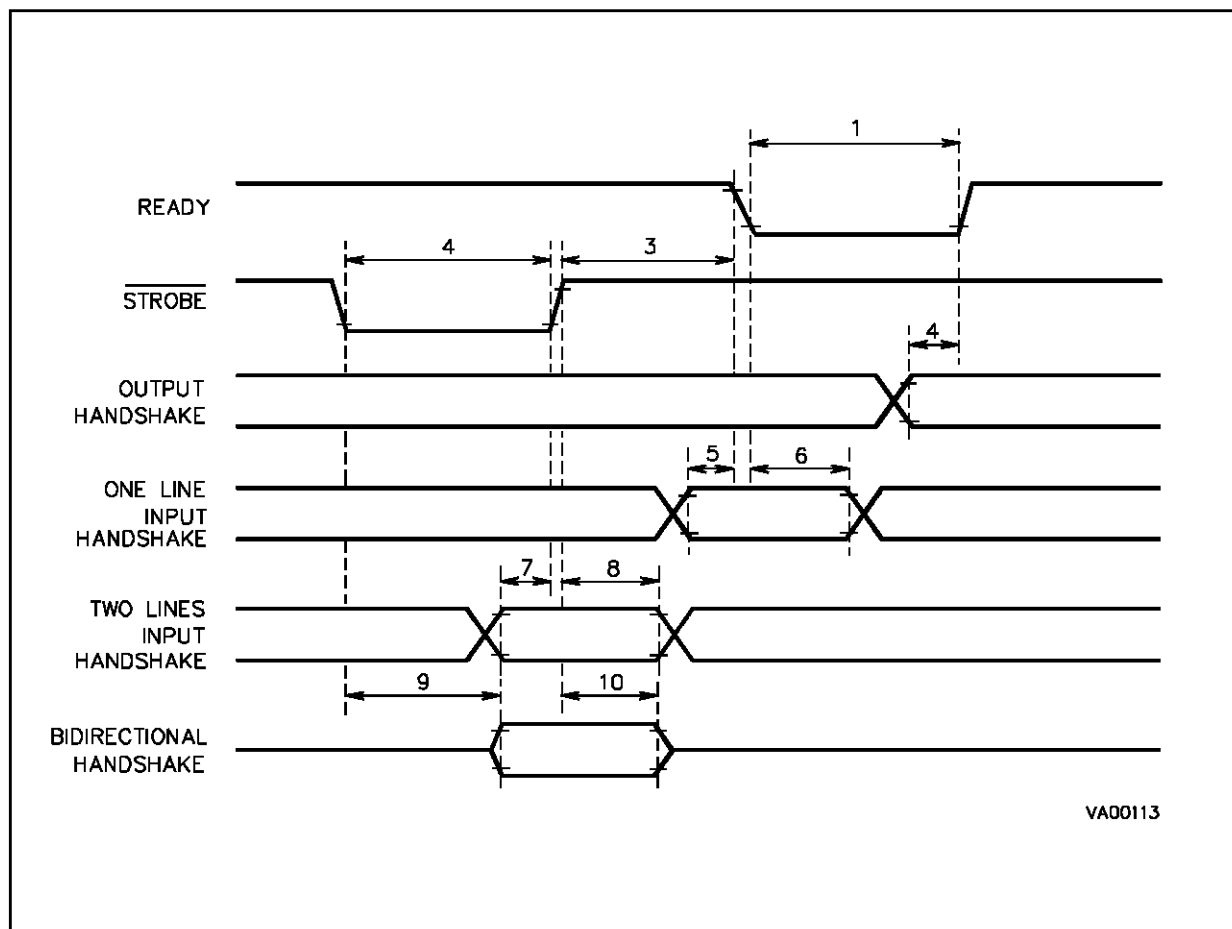 1
READY
4
3
STROBE
4
OUTPUT
HANDSHAKE
5
6
ONE LINE
INPUT
HANDSHAKE
7
8
TWO LINES
INPUT
HANDSHAKE
9
10
BIDIRECTIONAL
HANDSHAKE
VA00113